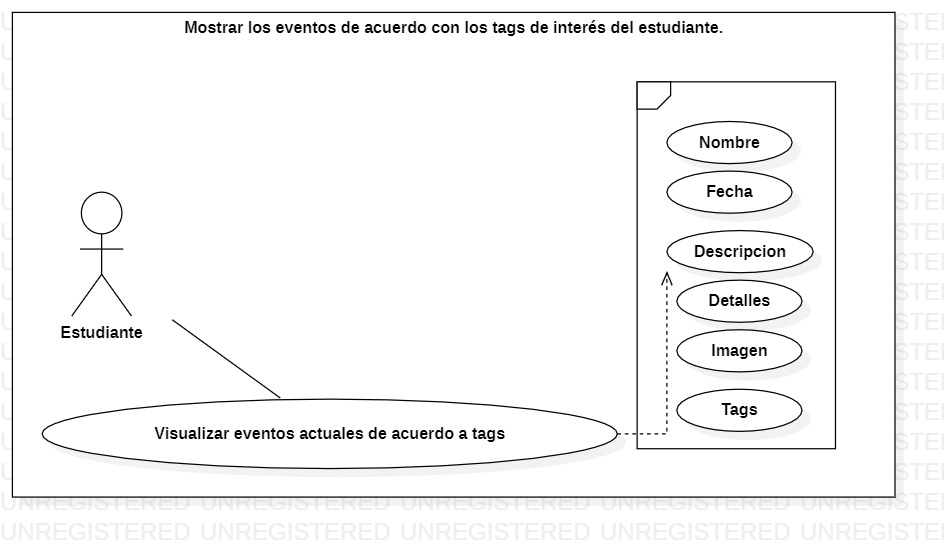 Mostrar los eventos de acuerdo con los tags de interés del estudiante.
Nombre
Fecha
Descripcion
Detalles
Imagen
Tags
Estudiante
Visualizar eventos actuales de acuerdo a tags
UNREGISTERED UNREGISTERED UNREGISTERED UNREGISTERED UNREGISTERED
UNREGISTERED UNREGISTERED UNREGISTERED UNREGISTERED UNREGISTERED